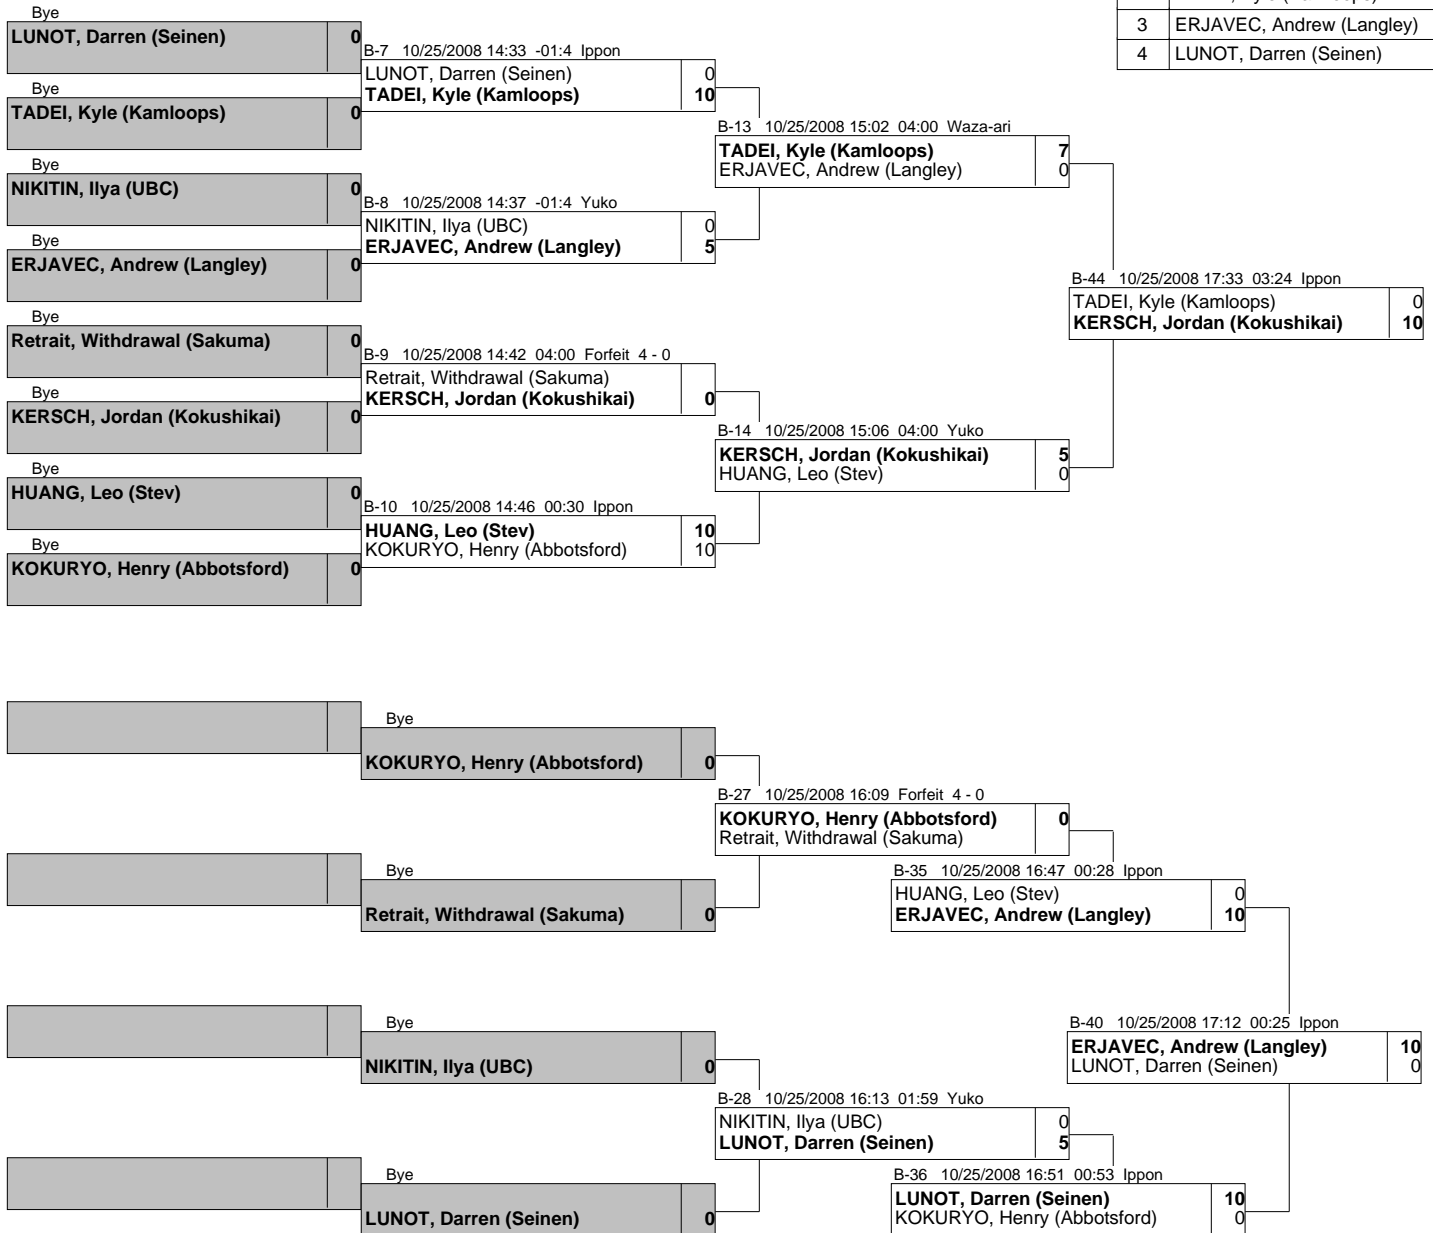 3 ERJAVEC, Andrew (Langley)
4 LUNOT, Darren (Seinen)
Bye
LUNOT, Darren (Seinen) 0
B-7 10/25/2008 14:33 -01:4 Ippon
LUNOT, Darren (Seinen) 0
TADEI, Kyle (Kamloops) 10
Bye
TADEI, Kyle (Kamloops) 0
B-13 10/25/2008 15:02 04:00 Waza-ari
TADEI, Kyle (Kamloops) 7
ERJAVEC, Andrew (Langley) 0
Bye
NIKITIN, Ilya (UBC) 0
B-8 10/25/2008 14:37 -01:4 Yuko
NIKITIN, Ilya (UBC) 0
ERJAVEC, Andrew (Langley) 5
Bye
ERJAVEC, Andrew (Langley) 0
B-44 10/25/2008 17:33 03:24 Ippon
TADEI, Kyle (Kamloops) 0
KERSCH, Jordan (Kokushikai) 10
Bye
Retrait, Withdrawal (Sakuma) 0
B-9 10/25/2008 14:42 04:00 Forfeit 4 - 0
Retrait, Withdrawal (Sakuma)
KERSCH, Jordan (Kokushikai) 0
Bye
KERSCH, Jordan (Kokushikai) 0
B-14 10/25/2008 15:06 04:00 Yuko
KERSCH, Jordan (Kokushikai) 5
HUANG, Leo (Stev) 0
Bye
HUANG, Leo (Stev) 0
B-10 10/25/2008 14:46 00:30 Ippon
HUANG, Leo (Stev) 10
KOKURYO, Henry (Abbotsford) 10
Bye
KOKURYO, Henry (Abbotsford) 0
Bye
KOKURYO, Henry (Abbotsford) 0
B-27 10/25/2008 16:09 Forfeit 4 - 0
KOKURYO, Henry (Abbotsford) 0
Retrait, Withdrawal (Sakuma)
Bye
Retrait, Withdrawal (Sakuma) 0
B-35 10/25/2008 16:47 00:28 Ippon
HUANG, Leo (Stev) 0
ERJAVEC, Andrew (Langley) 10
Bye
NIKITIN, Ilya (UBC) 0
B-40 10/25/2008 17:12 00:25 Ippon
ERJAVEC, Andrew (Langley) 10
LUNOT, Darren (Seinen) 0
B-28 10/25/2008 16:13 01:59 Yuko
NIKITIN, Ilya (UBC) 0
LUNOT, Darren (Seinen) 5
Bye
LUNOT, Darren (Seinen) 0
B-36 10/25/2008 16:51 00:53 Ippon
LUNOT, Darren (Seinen) 10
KOKURYO, Henry (Abbotsford) 0